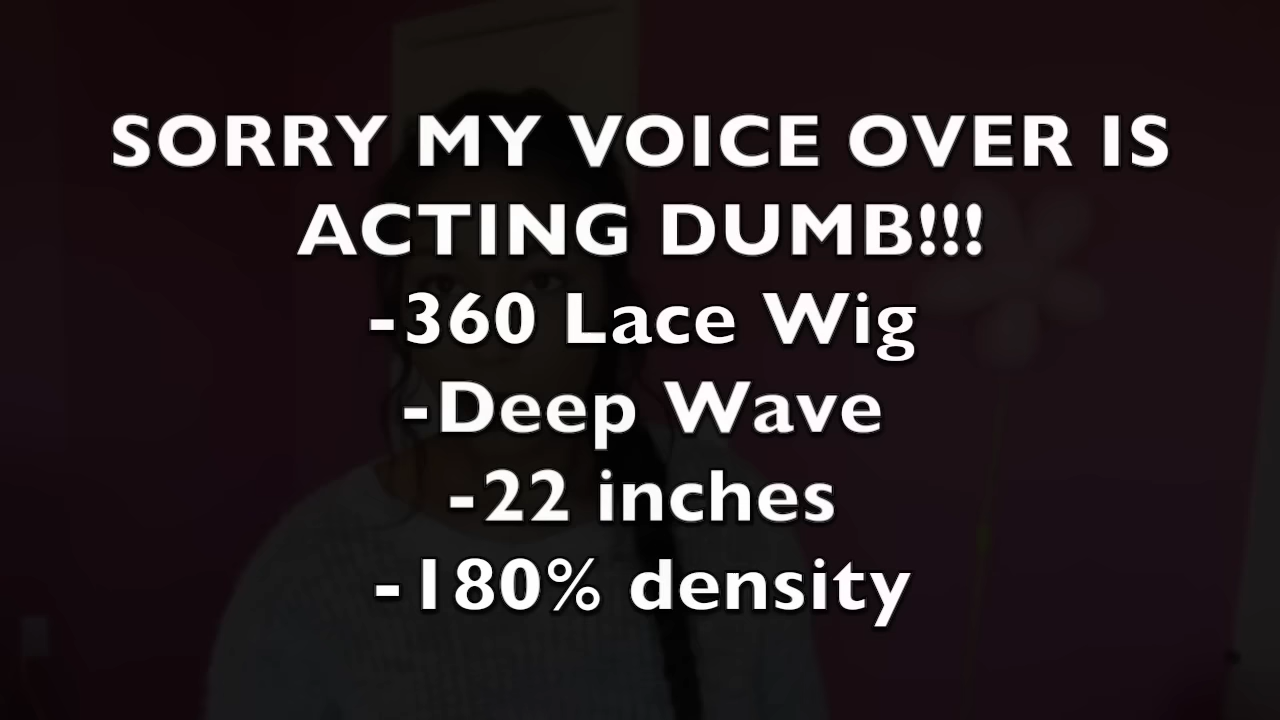 SORRY MY VOICE OVER IS
ACTING DUMB!!!
-360 Lace Wig
-Deep Wave
-22 inches
-180% density